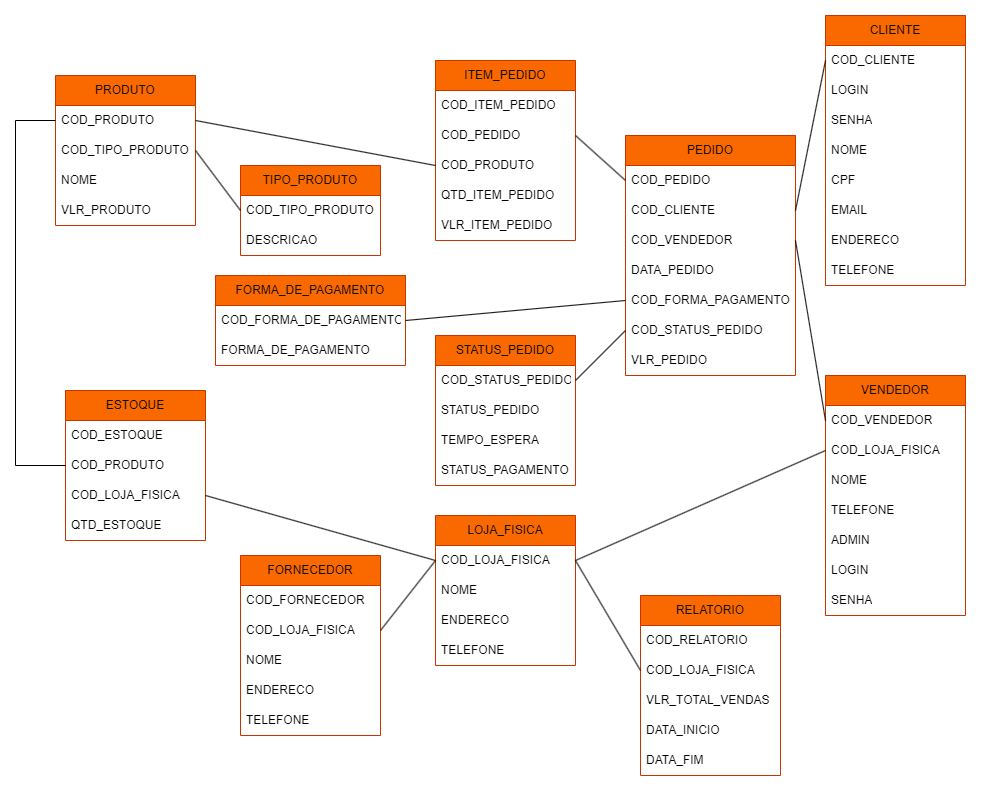 PRODUTO
COD_PRODUTO
COD_TIPO_PRODUTO
NOME
VLR_PRODUTO
TIPO_PRODUTO
COD_TIPO_PRODUTO
DESCRICAO
ITEM_PEDIDO
COD_ITEM_PEDIDO
COD_PEDIDO
COD_PRODUTO
QTD_ITEM_PEDIDO
VLR_ITEM_PEDIDO
PEDIDO
COD_PEDIDO
COD_CLIENTE
COD_VENDEDOR
DATA_PEDIDO
COD_FORMA_PAGAMENTO
COD_STATUS_PEDIDO
VLR_PEDIDO
CLIENTE
COD_CLIENTE
LOGIN
SENHA
NOME
CPF
EMAIL
ENDERECO
TELEFONE
FORMA_DE_PAGAMENTO
COD_FORMA_DE_PAGAMENTO
FORMA_DE_PAGAMENTO
STATUS_PEDIDO
COD_STATUS_PEDIDO
STATUS_PEDIDO
TEMPO_ESPERA
STATUS_PAGAMENTO
ESTOQUE
COD_ESTOQUE
COD_PRODUTO
COD_LOJA_FISICA
QTD_ESTOQUE
VENDEDOR
COD_VENDEDOR
COD_LOJA_FISICA
NOME
TELEFONE
ADMIN
LOGIN
SENHA
FORNECEDOR
COD_FORNECEDOR
COD_LOJA_FISICA
NOME
ENDERECO
TELEFONE
LOJA_FISICA
COD_LOJA_FISICA
NOME
ENDERECO
TELEFONE
RELATORIO
COD_RELATORIO
COD_LOJA_FISICA
VLR_TOTAL_VENDAS
DATA_INICIO
DATA_FIM